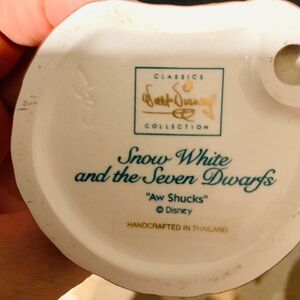 CLASSICS
Walt Disney
COLLECTION
Snow White
and the Seven Dwarfs
"Aw Shucks"
© Disney
HANDCRAFTED IN THAILAND